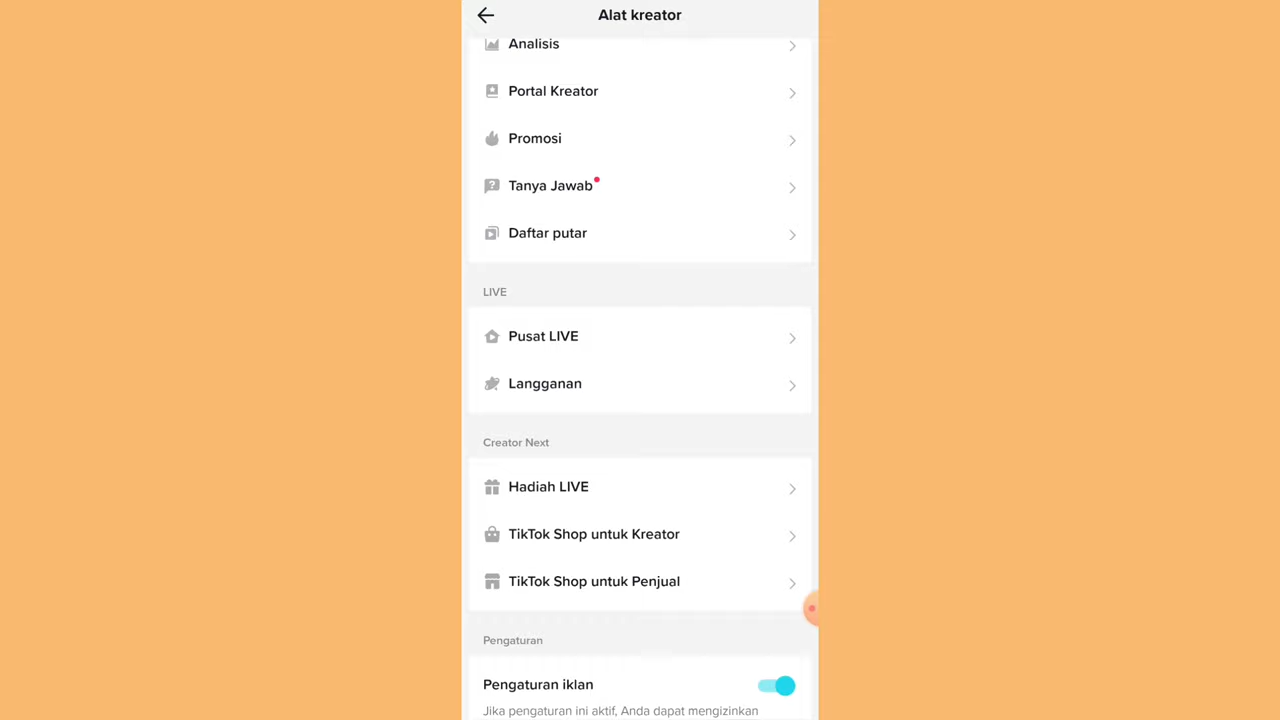 Alat kreator
Analisis
Portal Kreator
Promosi
Tanya Jawab
Daftar putar
LIVE
Pusat LIVE
Langganan
Creator Next
Hadiah LIVE
TikTok Shop untuk Kreator
TikTok Shop untuk Penjual
Pengaturan
Pengaturan iklan
Jika pengaturan ini aktif, Anda dapat mengizinkan